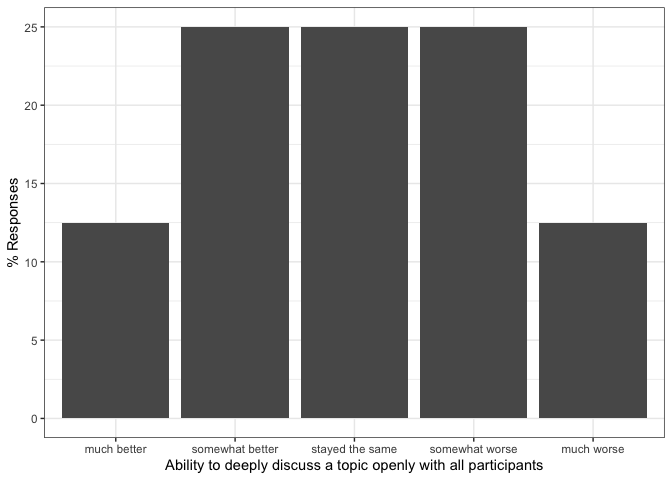 25
20
15
10
5
0
% Responses
much better
somewhat better
stayed the same
somewhat worse
much worse
Ability to deeply discuss a topic openly with all participants